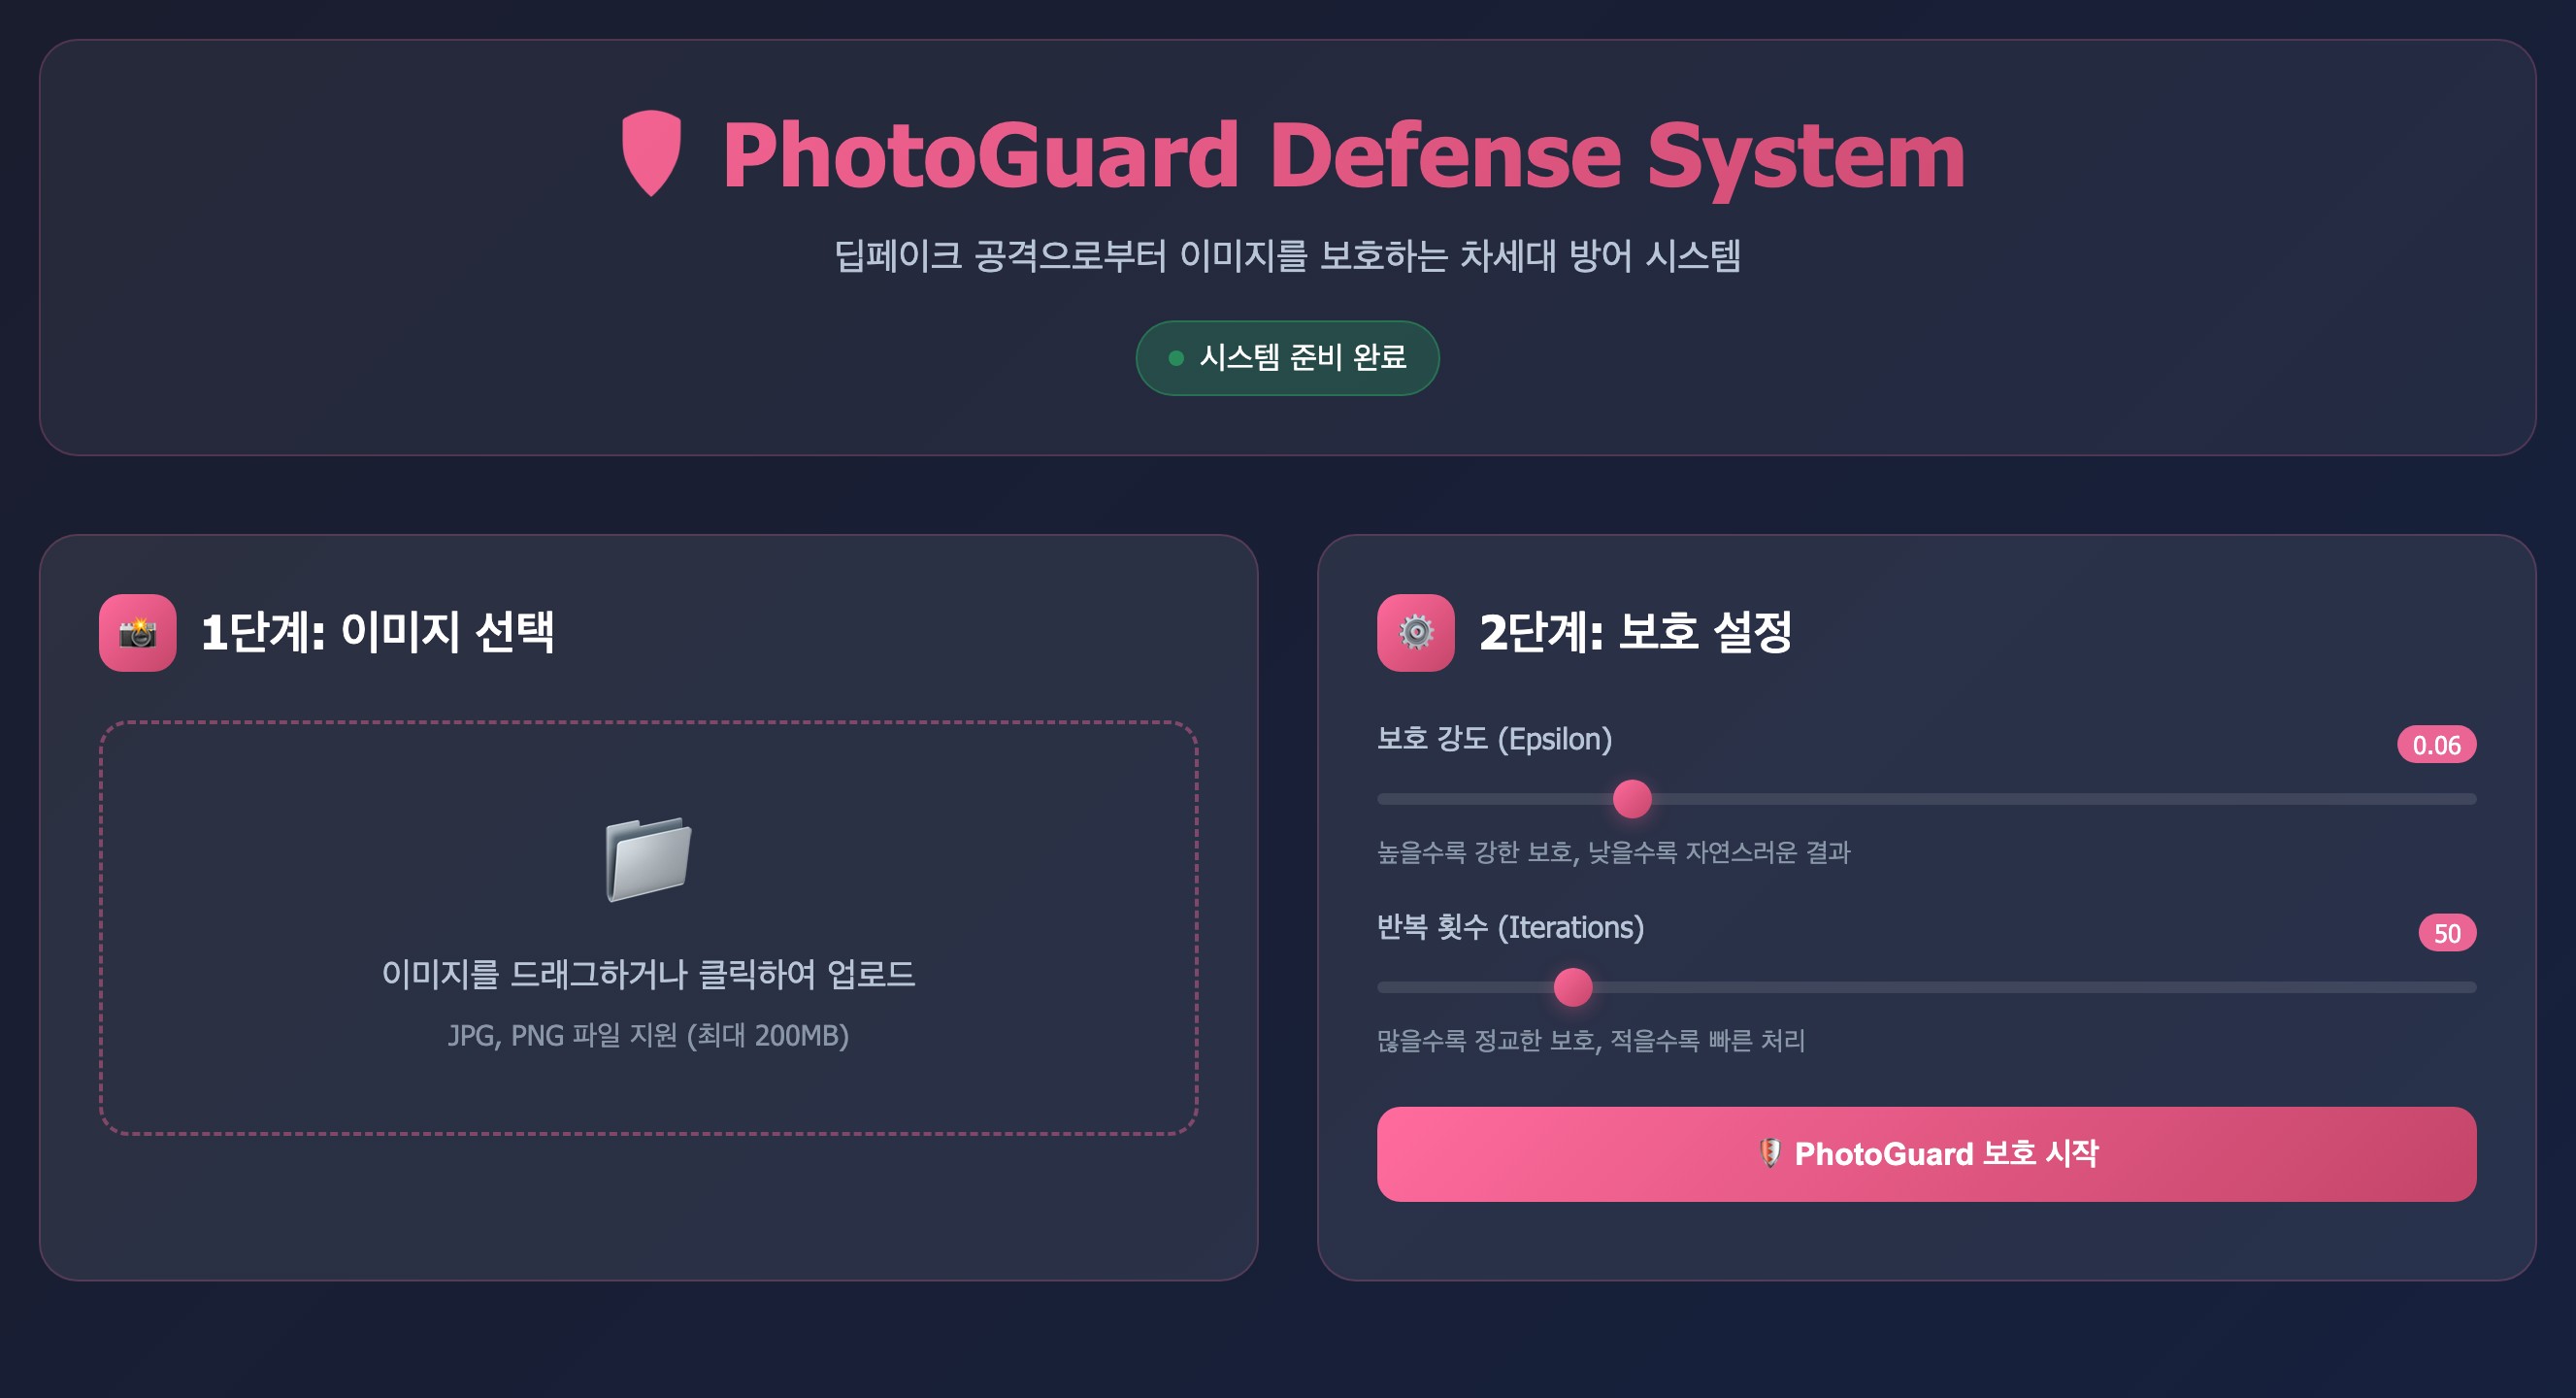 PhotoGuard Defense System
딥페이크 공격으로부터 이미지를 보호하는 차세대 방어 시스템
시스템 준비 완료
1단계: 이미지 선택
이미지를 드래그하거나 클릭하여 업로드
JPG, PNG 파일 지원 (최대 200MB)
2단계: 보호 설정
보호 강도 (Epsilon) 0.06
높을수록 강한 보호, 낮을수록 자연스러운 결과
반복 횟수 (Iterations) 50
많을수록 정교한 보호, 적을수록 빠른 처리
PhotoGuard 보호 시작